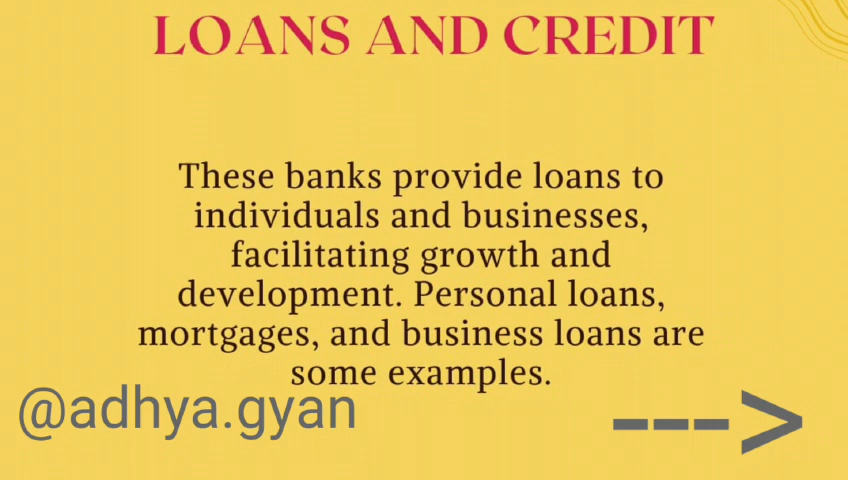 LOANS AND CREDIT
These banks provide loans to
individuals and businesses,
facilitating growth and
development. Personal loans,
mortgages, and business loans are
some examples.
@adhya.gyan
--->